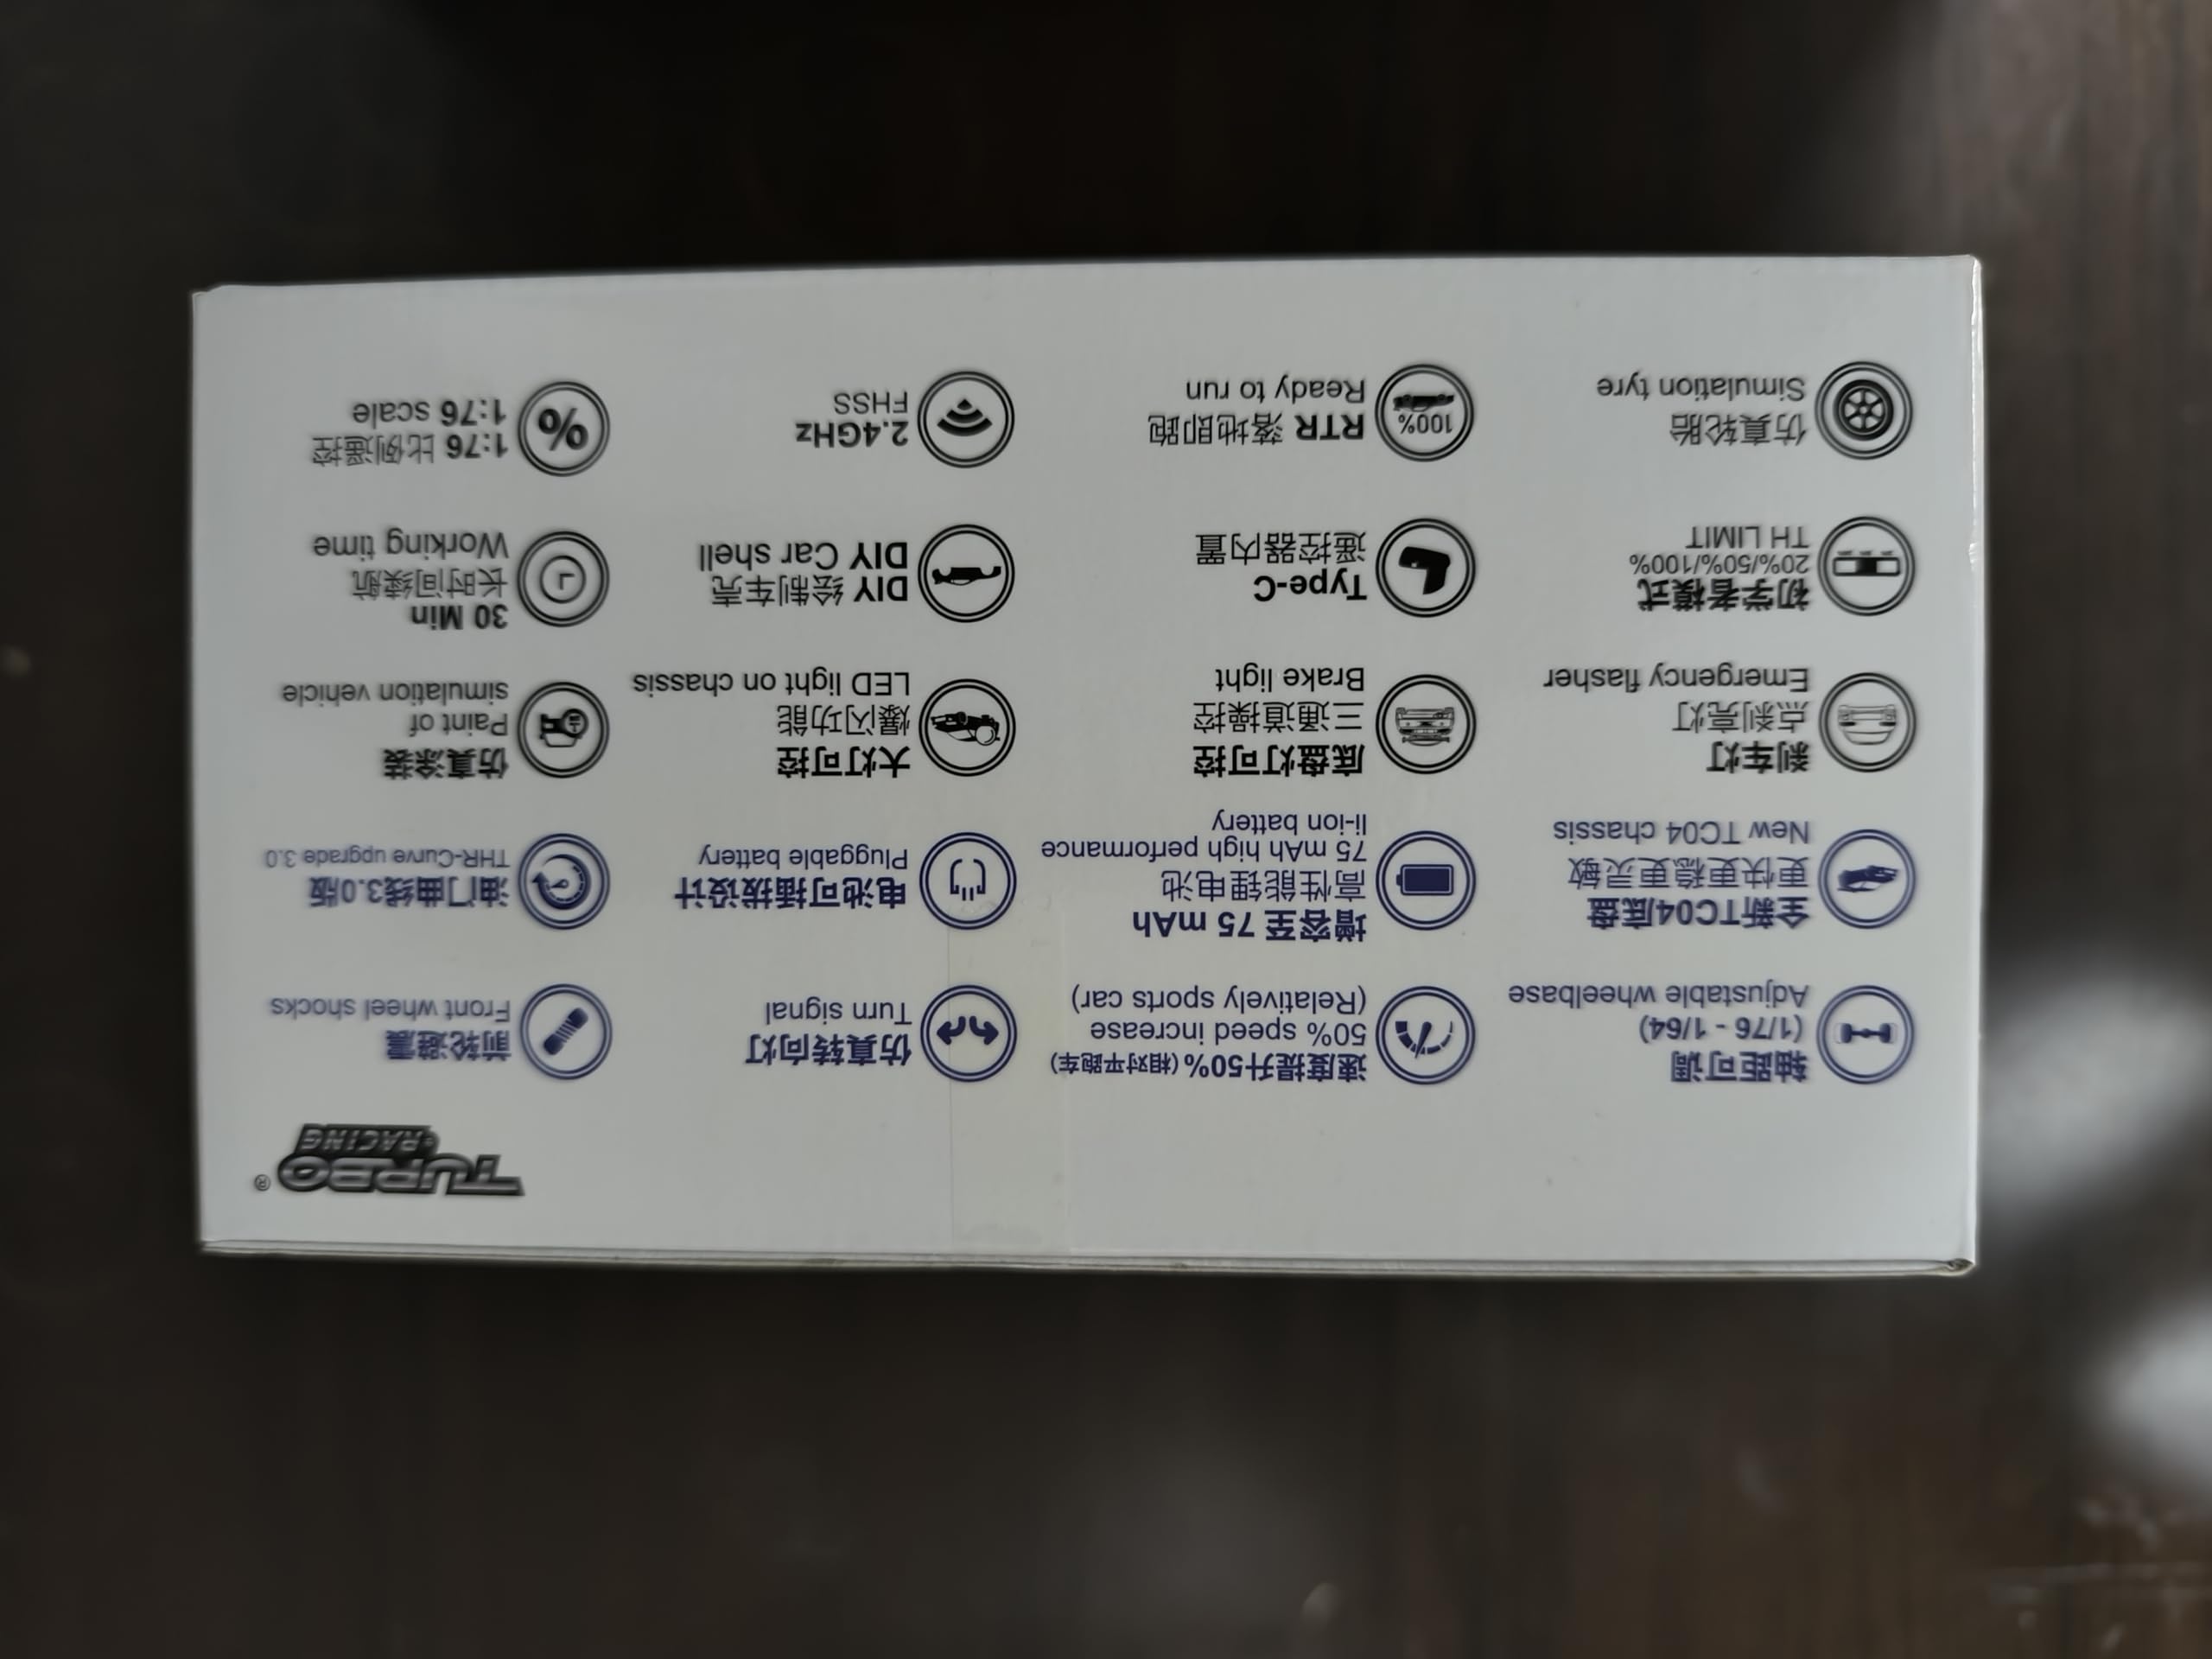 TURBO
RACING
®
轴距可调
(1/76 - 1/64)
Adjustable wheelbase
速度提升50% (相对平跑车)
50% speed increase
(Relatively sports car)
仿真转向灯
Turn signal
前轮避震
Front wheel shocks
全新TC04底盘
更快更稳更灵敏
New TC04 chassis
增容至 75 mAh
高性能锂电池
75 mAh high performance
li-ion battery
电池可插拔设计
Pluggable battery
油门曲线3.0版
THR-Curve upgrade 3.0
刹车灯
点刹亮灯
Emergency flasher
底盘灯可控
三通道操控
Brake light
大灯可控
爆闪功能
LED light on chassis
仿真涂装
Paint of
simulation vehicle
初学者模式
20%/50%/100%
TH LIMIT
Type-C
遥控器内置
DIY 绘制车壳
DIY Car shell
30 Min
长时间续航
Working time
仿真轮胎
Simulation tyre
100%
RTR 落地即跑
Ready to run
2.4GHz
FHSS
%
1:76 比例遥控
1:76 scale